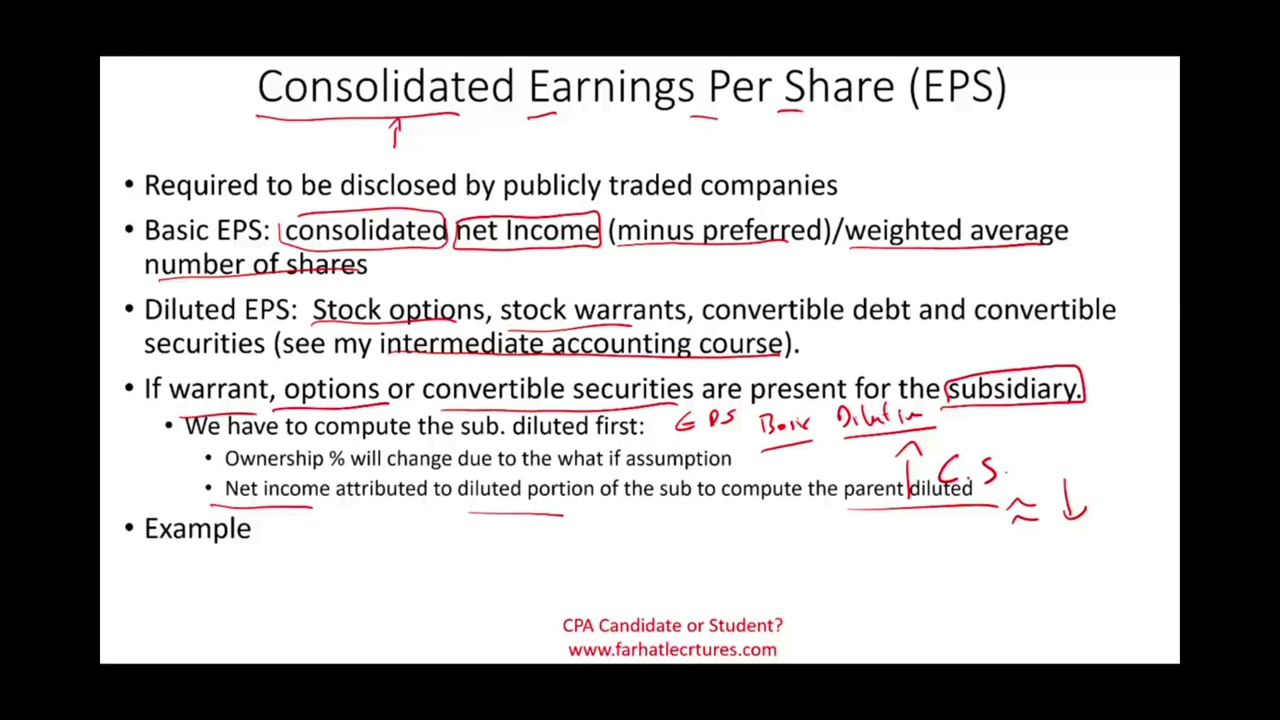 Consolidated Earnings Per Share (EPS)
• Required to be disclosed by publicly traded companies
• Basic EPS: consolidated net Income (minus preferred)/weighted average
number of shares
• Diluted EPS: Stock options, stock warrants, convertible debt and convertible
securities (see my intermediate accounting course).
• If warrant, options or convertible securities are present for the subsidiary.
• We have to compute the sub. diluted first: EPS Basic Dilution
• Ownership % will change due to the what if assumption
C.S.
• Net income attributed to diluted portion of the sub to compute the parent diluted
• Example
CPA Candidate or Student?
www.farhatlecrtures.com